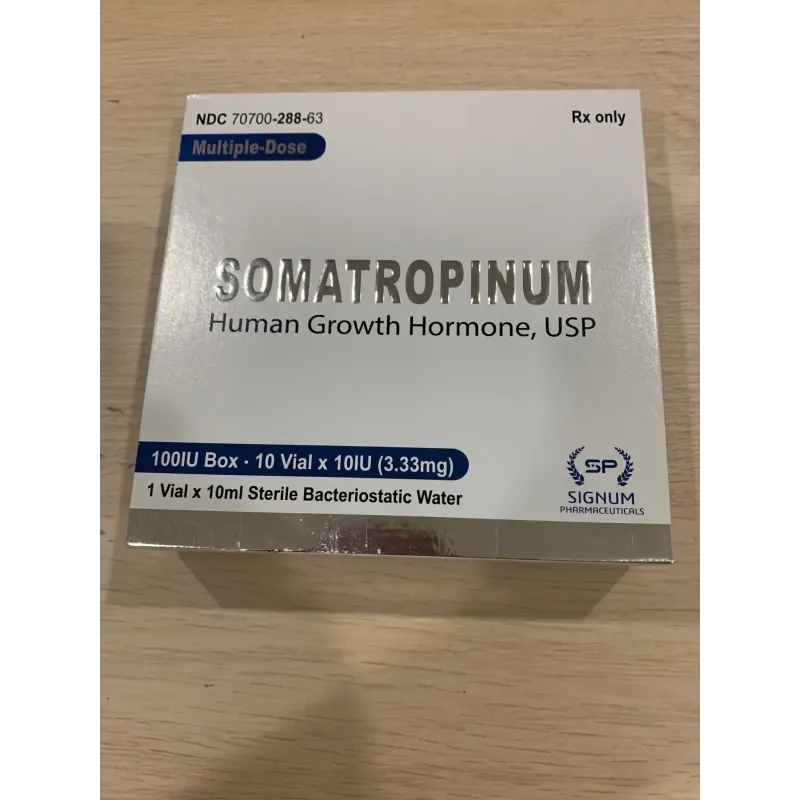 NDC 70700-288-63
Rx only
Multiple-Dose
SOMATROPINUM
Human Growth Hormone, USP
100IU Box · 10 Vial x 10IU (3.33mg)
1 Vial x 10ml Sterile Bacteriostatic Water
SP
SIGNUM
PHARMACEUTICALS